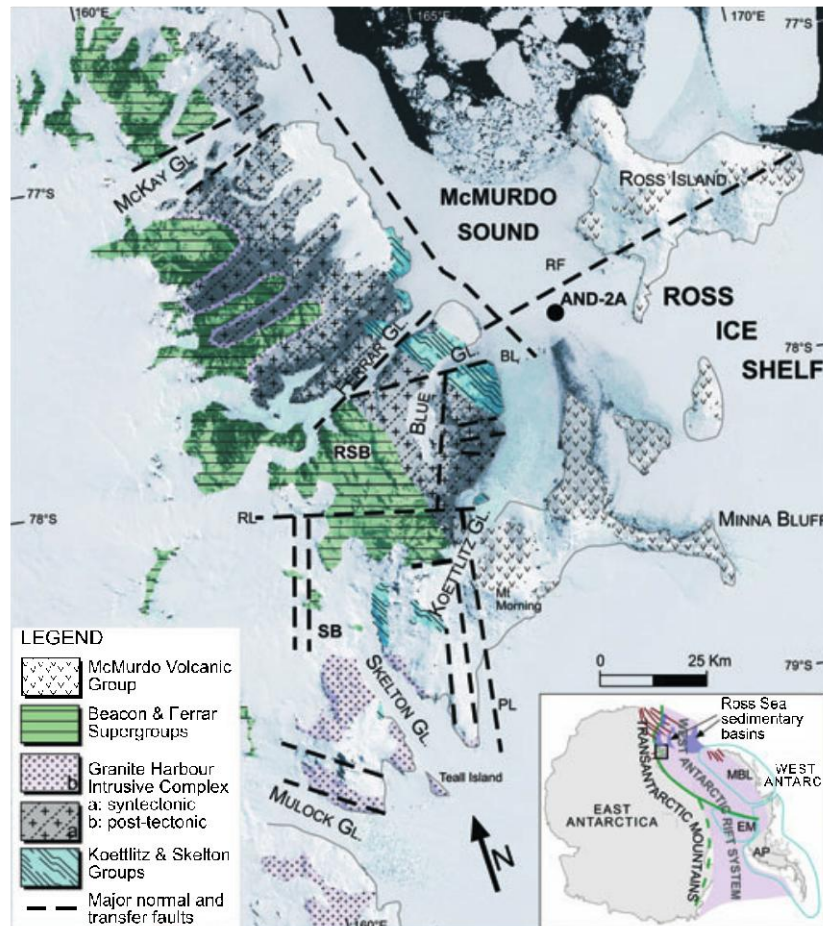 160°E
165°E
170°E
77°S
McKAY GL.
77°S
McMURDO
SOUND
ROSS ISLAND
RF
AND-2A
ROSS
ICE
SHELF
FERRAR GL.
BLUE GL.
BL
78°S
RSB
78°S
RL
KOETTLITZ GL.
MINNA BLUFF
Mt
Morning
SB
SKELTON GL.
PL
79°S
Teall Island
MULOCK GL.
160°E
N
0 25 Km
LEGEND
McMurdo Volcanic
Group
Beacon & Ferrar
Supergroups
b
Granite Harbour
Intrusive Complex
a: syntectonic
b: post-tectonic
a
Koettlitz & Skelton
Groups
Major normal and
transfer faults
Ross Sea
sedimentary
basins
TRANSANTARCTIC MOUNTAINS
WEST ANTARCTIC RIFT SYSTEM
MBL
WEST
ANTARC
EAST
ANTARCTICA
EM
AP